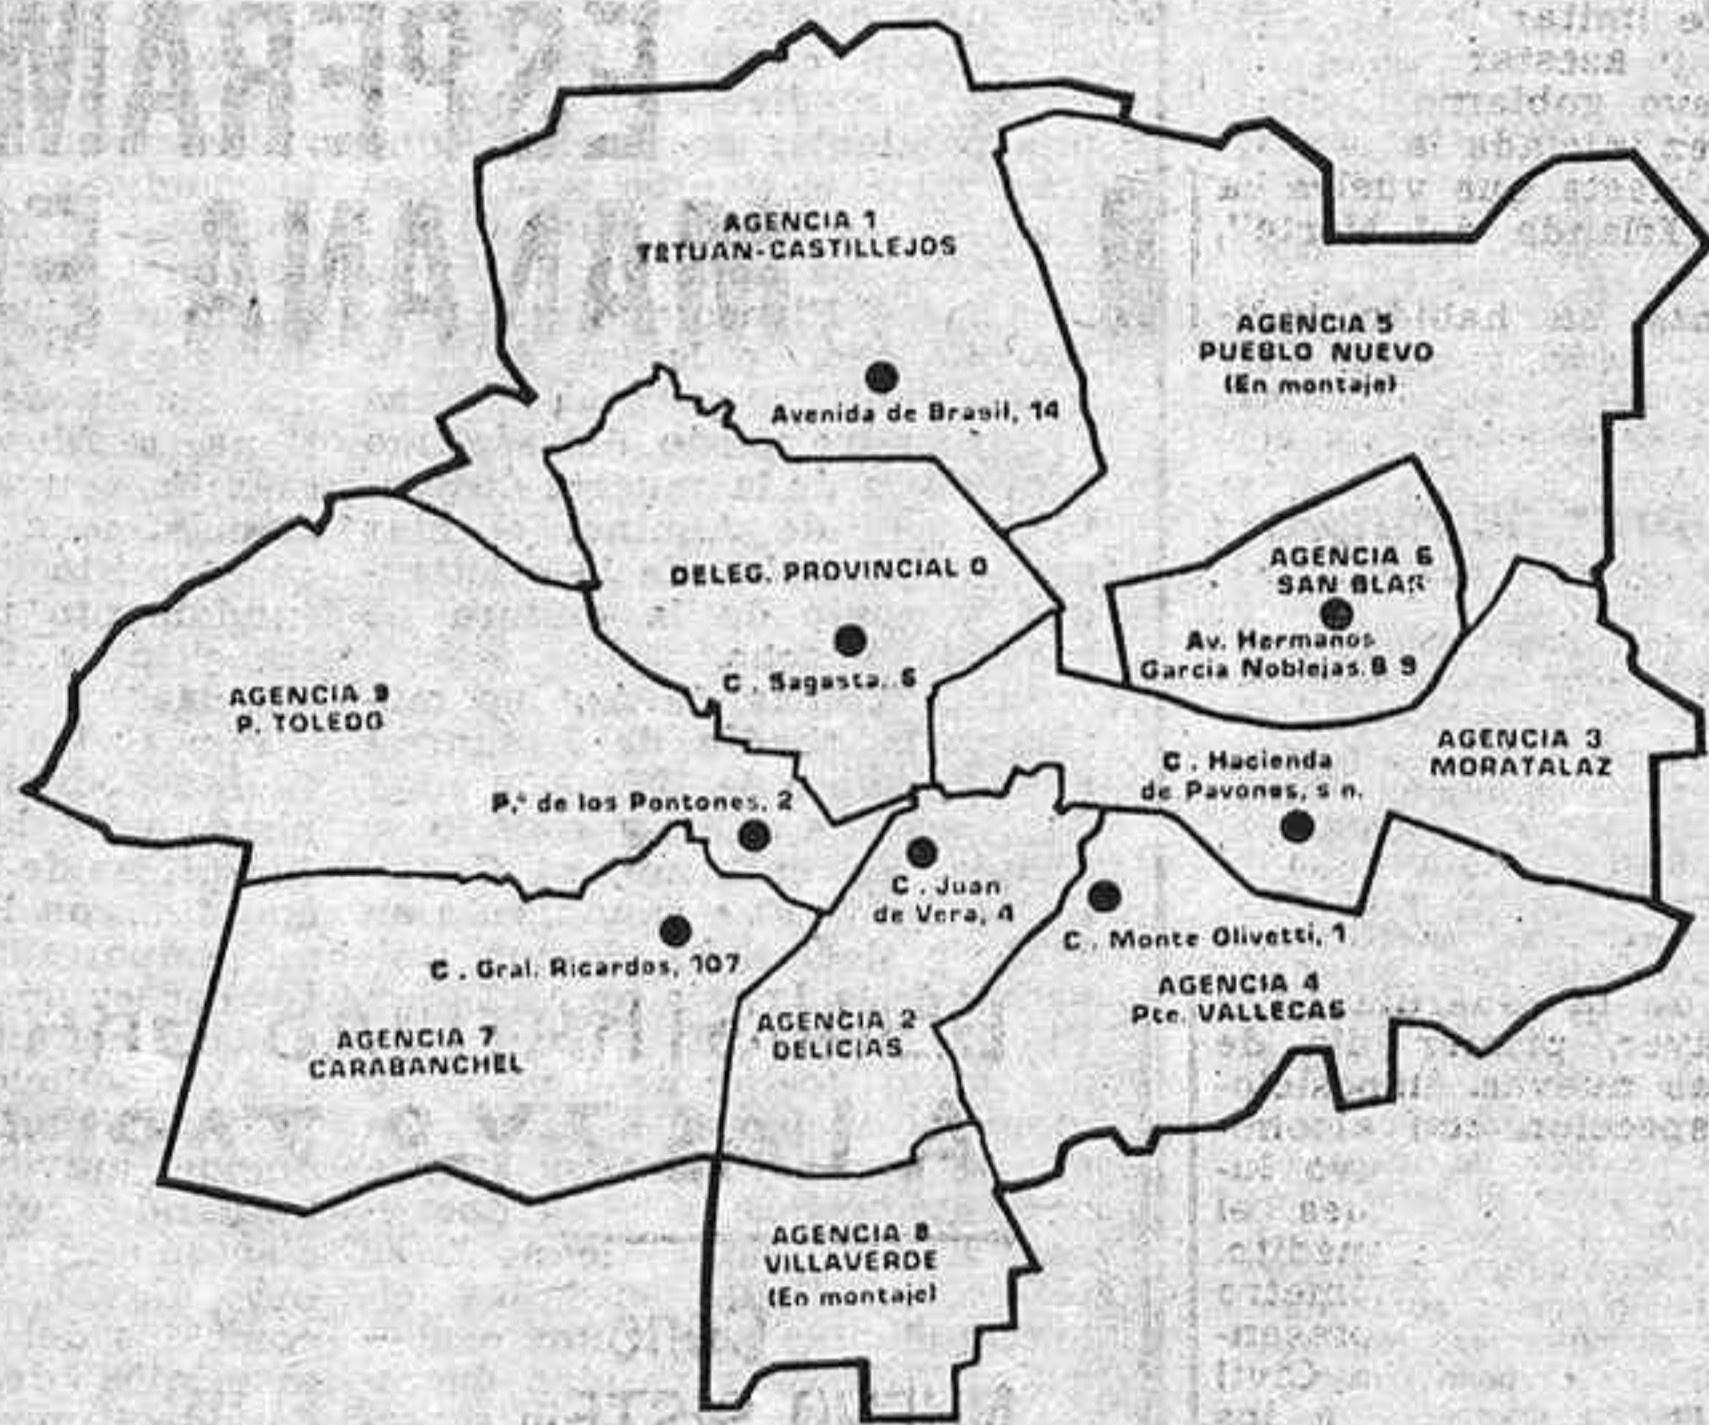 AGENCIA 1
TETUAN-CASTILLEJOS
Avenida de Brasil, 14
AGENCIA 5
PUEBLO NUEVO
(En montaje)
DELEG. PROVINCIAL 0
C. Sagasta, 6
AGENCIA 6
SAN BLAS
Av. Hermanos
Garcia Noblejas. 8 9
AGENCIA 9
P. TOLEDO
P.º de los Pontones, 2
AGENCIA 3
MORATALAZ
C. Hacienda
de Pavones, s n.
C. Juan
de Vera, 4
C. Monte Olivetti, 1
AGENCIA 4
Pte. VALLECAS
C. Gral. Ricardos, 107
AGENCIA 7
CARABANCHEL
AGENCIA 2
DELICIAS
AGENCIA 8
VILLAVERDE
(En montaje)